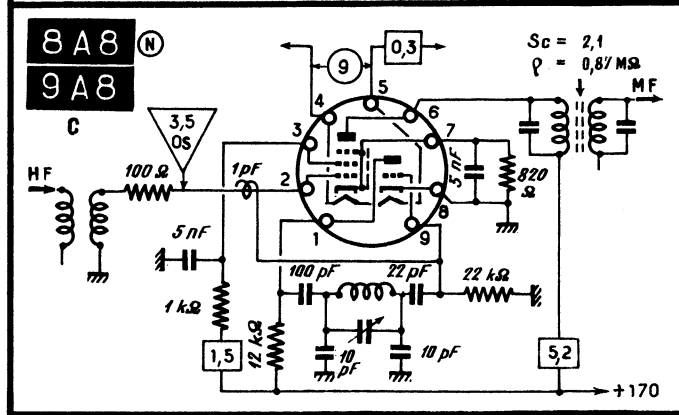 8A8 N
9A8
C
Sc = 2,1
ρ = 0,87 MΩ
MF
0,3
9
5
4
6
3
7
2
8
1
9
3,5
Os
HF
100 Ω
1 pF
5 nF
820
Ω
5 nF
100 pF
22 pF
22 kΩ
1 kΩ
12 kΩ
10
pF
10 pF
1,5
5,2
+170